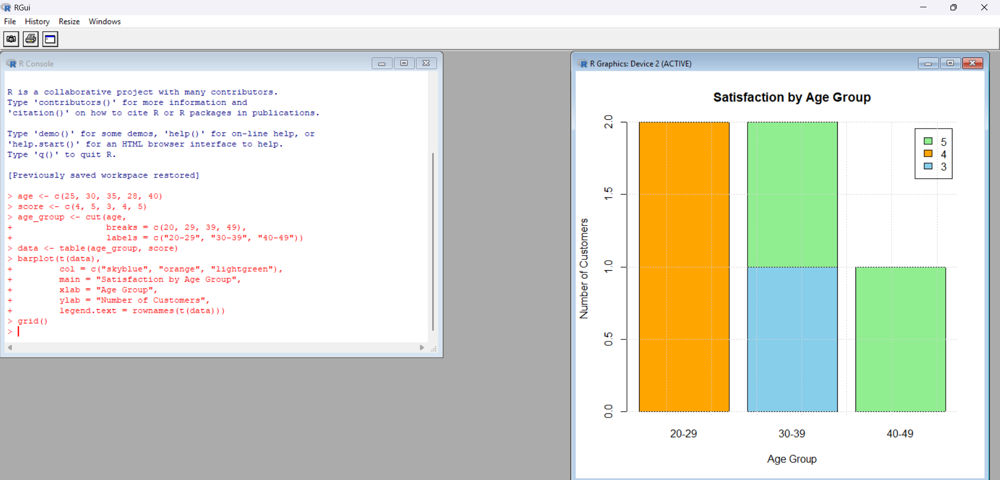 RGui
File History Resize Windows
R Console
R is a collaborative project with many contributors.
Type 'contributors()' for more information and
'citation()' on how to cite R or R packages in publications.
Type 'demo()' for some demos, 'help()' for on-line help, or
'help.start()' for an HTML browser interface to help.
Type 'q()' to quit R.
[Previously saved workspace restored]
> age <- c(25, 30, 35, 28, 40)
> score <- c(4, 5, 3, 4, 5)
> age_group <- cut(age,
+                  breaks = c(20, 29, 39, 49),
+                  labels = c("20-29", "30-39", "40-49"))
> data <- table(age_group, score)
> barplot(t(data),
+         col = c("skyblue", "orange", "lightgreen"),
+         main = "Satisfaction by Age Group",
+         xlab = "Age Group",
+         ylab = "Number of Customers",
+         legend.text = rownames(t(data)))
> grid()
>
R Graphics: Device 2 (ACTIVE)
Satisfaction by Age Group
5
4
3
2.0
1.5
1.0
0.5
0.0
Number of Customers
20-29 30-39 40-49
Age Group